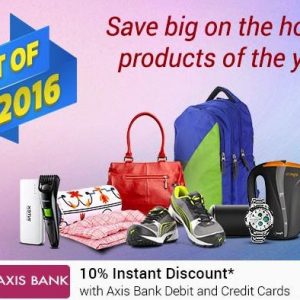 T OF
2016
Save big on the ho
products of the y
AXIS BANK
10% Instant Discount*
with Axis Bank Debit and Credit Cards